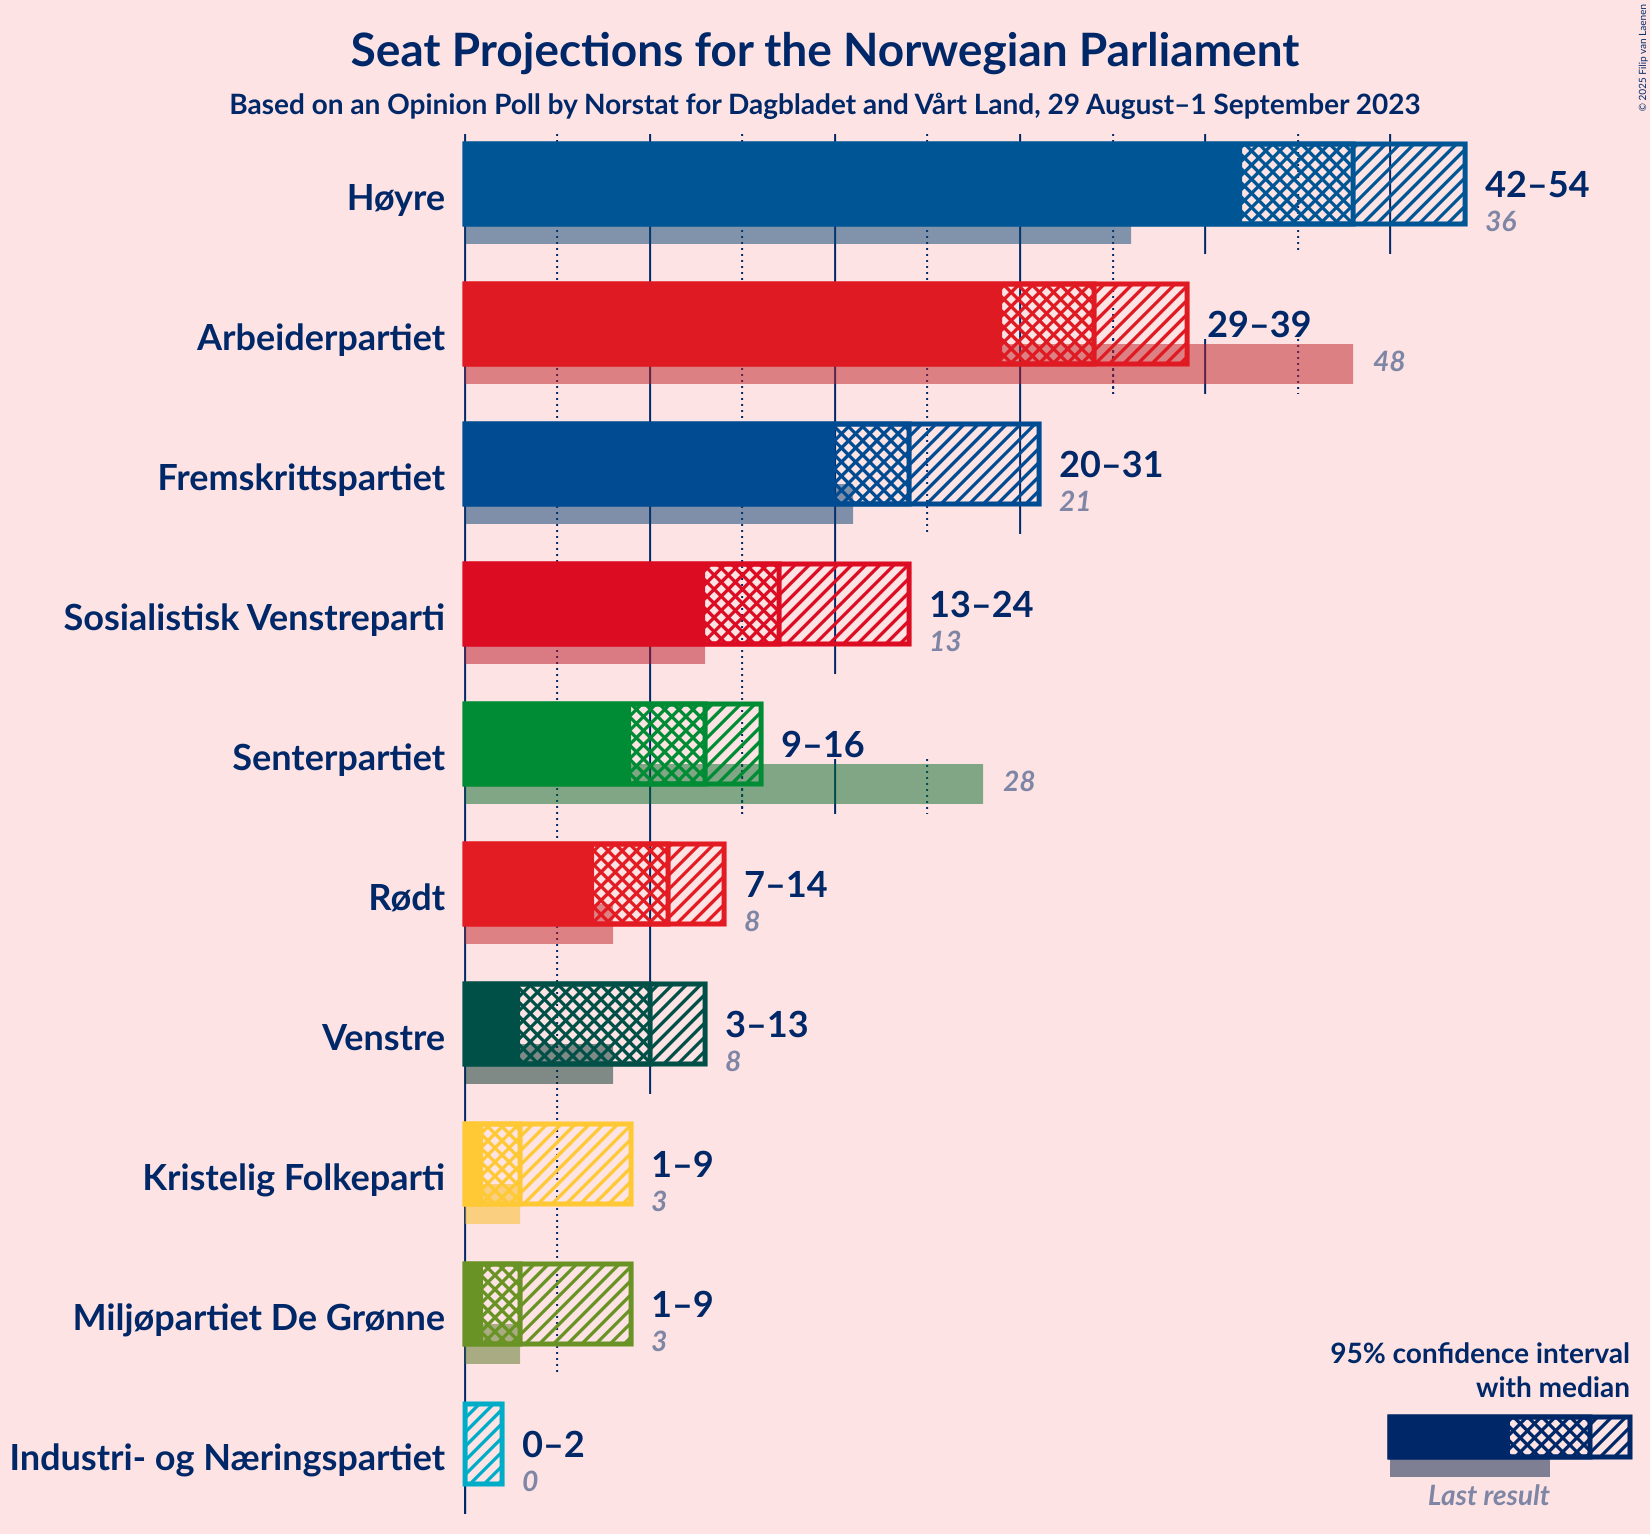 Seat Projections for the Norwegian Parliament
Based on an Opinion Poll by Norstat for Dagbladet and Vårt Land, 29 August–1 September 2023
© 2025 Filip van Laenen
Høyre
42–54
36
Arbeiderpartiet
29–39
48
Fremskrittspartiet
20–31
21
Sosialistisk Venstreparti
13–24
13
Senterpartiet
9–16
28
Rødt
7–14
8
Venstre
3–13
8
Kristelig Folkeparti
1–9
3
Miljøpartiet De Grønne
1–9
3
Industri- og Næringspartiet
0–2
0
95% confidence interval
with median
Last result